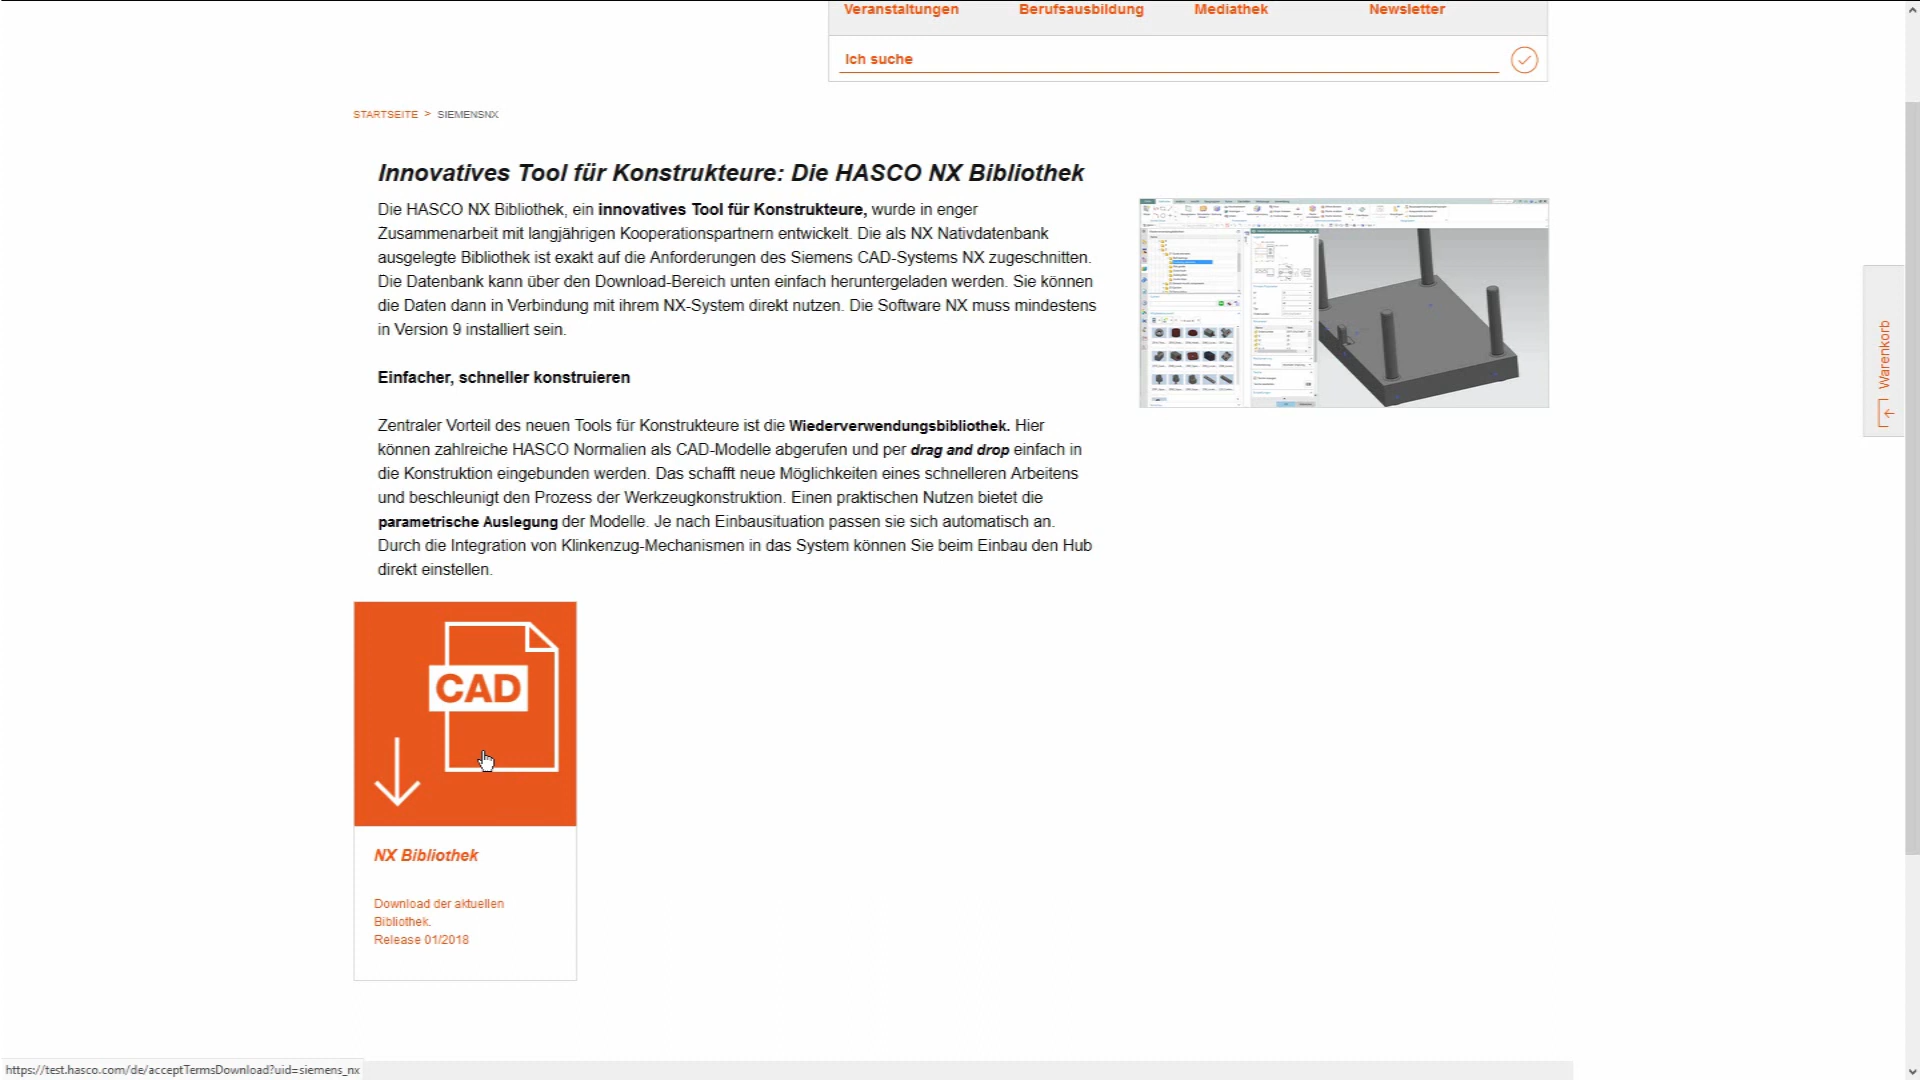 Veranstaltungen
Berufsausbildung
Mediathek
Newsletter
Ich suche
STARTSEITE > SIEMENSNX
Innovatives Tool für Konstrukteure: Die HASCO NX Bibliothek
Die HASCO NX Bibliothek, ein innovatives Tool für Konstrukteure, wurde in enger
Zusammenarbeit mit langjährigen Kooperationspartnern entwickelt. Die als NX Nativdatenbank
ausgelegte Bibliothek ist exakt auf die Anforderungen des Siemens CAD-Systems NX zugeschnitten.
Die Datenbank kann über den Download-Bereich unten einfach heruntergeladen werden. Sie können
die Daten dann in Verbindung mit ihrem NX-System direkt nutzen. Die Software NX muss mindestens
in Version 9 installiert sein.
Einfacher, schneller konstruieren
Zentraler Vorteil des neuen Tools für Konstrukteure ist die Wiederverwendungsbibliothek. Hier
können zahlreiche HASCO Normalien als CAD-Modelle abgerufen und per drag and drop einfach in
die Konstruktion eingebunden werden. Das schafft neue Möglichkeiten eines schnelleren Arbeitens
und beschleunigt den Prozess der Werkzeugkonstruktion. Einen praktischen Nutzen bietet die
parametrische Auslegung der Modelle. Je nach Einbausituation passen sie sich automatisch an.
Durch die Integration von Klinkenzug-Mechanismen in das System können Sie beim Einbau den Hub
direkt einstellen.
Warenkorb
CAD
NX Bibliothek
Download der aktuellen
Bibliothek.
Release 01/2018
https://test.hasco.com/de/acceptTermsDownload?uid=siemens_nx